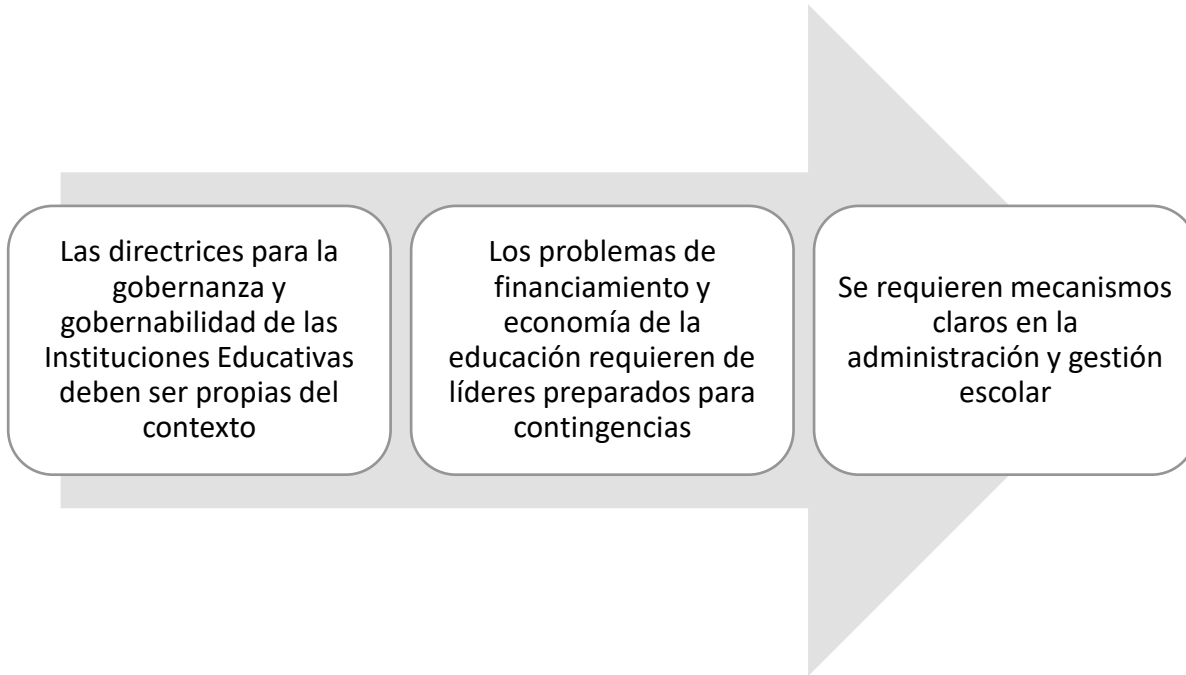 Las directrices para la
gobernanza y
gobernabilidad de las
Instituciones Educativas
deben ser propias del
contexto
Los problemas de
financiamiento y
economía de la
educación requieren de
líderes preparados para
contingencias
Se requieren mecanismos
claros en la
administración y gestión
escolar